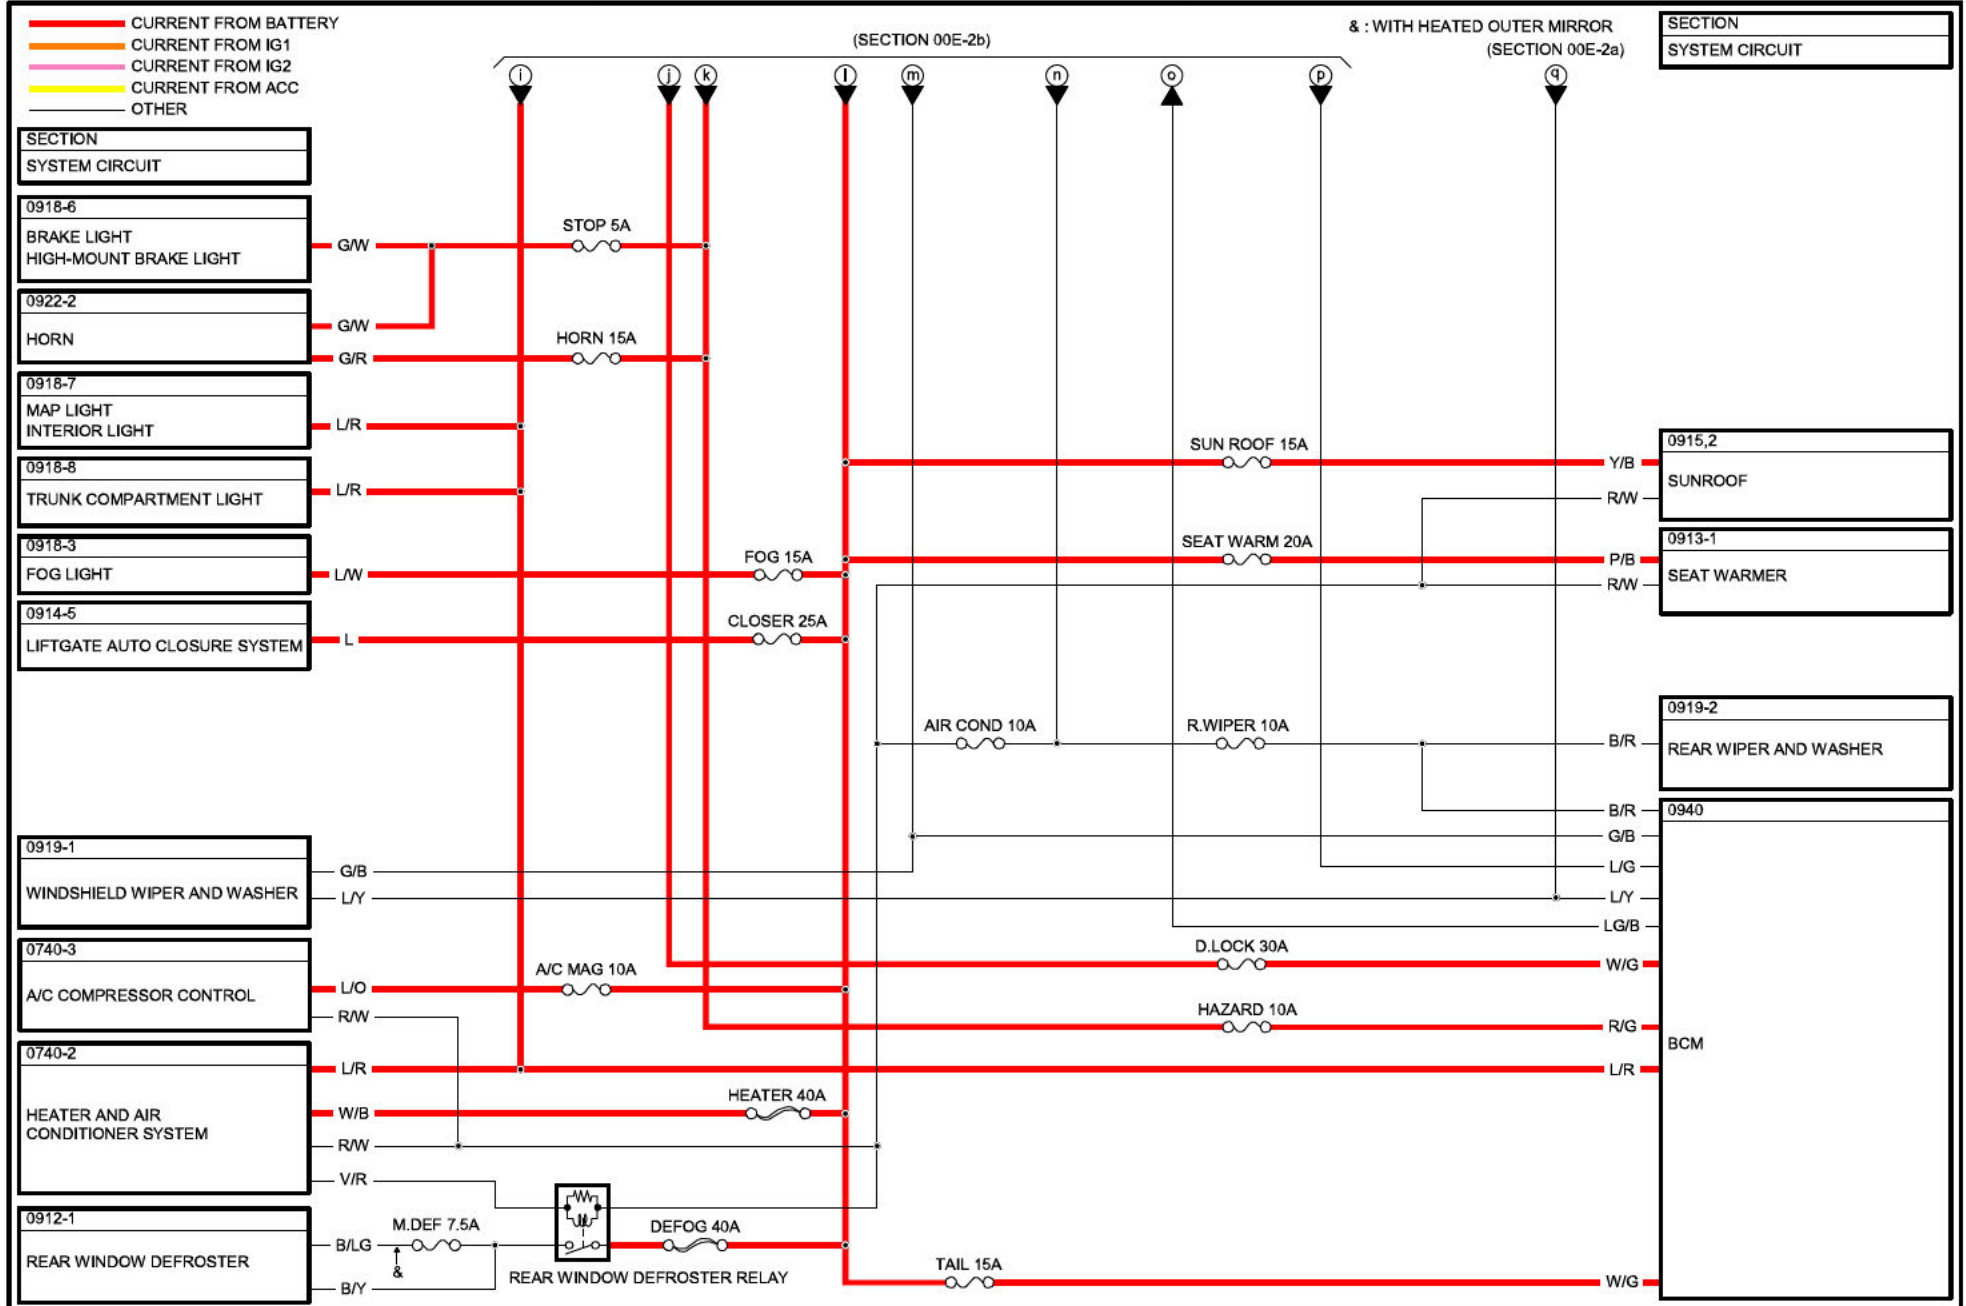 CURRENT FROM BATTERY
CURRENT FROM IG1
CURRENT FROM IG2
CURRENT FROM ACC
OTHER
(SECTION 00E-2b)
& : WITH HEATED OUTER MIRROR
(SECTION 00E-2a)
SECTION
SYSTEM CIRCUIT
i
j
k
l
m
n
o
p
q
SECTION
SYSTEM CIRCUIT
0918-6
BRAKE LIGHT
HIGH-MOUNT BRAKE LIGHT
G/W
STOP 5A
0922-2
HORN
G/W
G/R
HORN 15A
0918-7
MAP LIGHT
INTERIOR LIGHT
L/R
0918-8
TRUNK COMPARTMENT LIGHT
L/R
0918-3
FOG LIGHT
L/W
FOG 15A
0914-5
LIFTGATE AUTO CLOSURE SYSTEM
L
CLOSER 25A
SUN ROOF 15A
Y/B
R/W
0915,2
SUNROOF
SEAT WARM 20A
P/B
R/W
0913-1
SEAT WARMER
AIR COND 10A
R.WIPER 10A
B/R
0919-2
REAR WIPER AND WASHER
B/R
G/B
L/G
L/Y
LG/B
0940
BCM
0919-1
WINDSHIELD WIPER AND WASHER
G/B
L/Y
D.LOCK 30A
W/G
0740-3
A/C COMPRESSOR CONTROL
L/O
R/W
A/C MAG 10A
HAZARD 10A
R/G
0740-2
HEATER AND AIR
CONDITIONER SYSTEM
L/R
W/B
R/W
V/R
L/R
HEATER 40A
0912-1
REAR WINDOW DEFROSTER
B/LG
B/Y
M.DEF 7.5A
&
DEFOG 40A
REAR WINDOW DEFROSTER RELAY
TAIL 15A
W/G